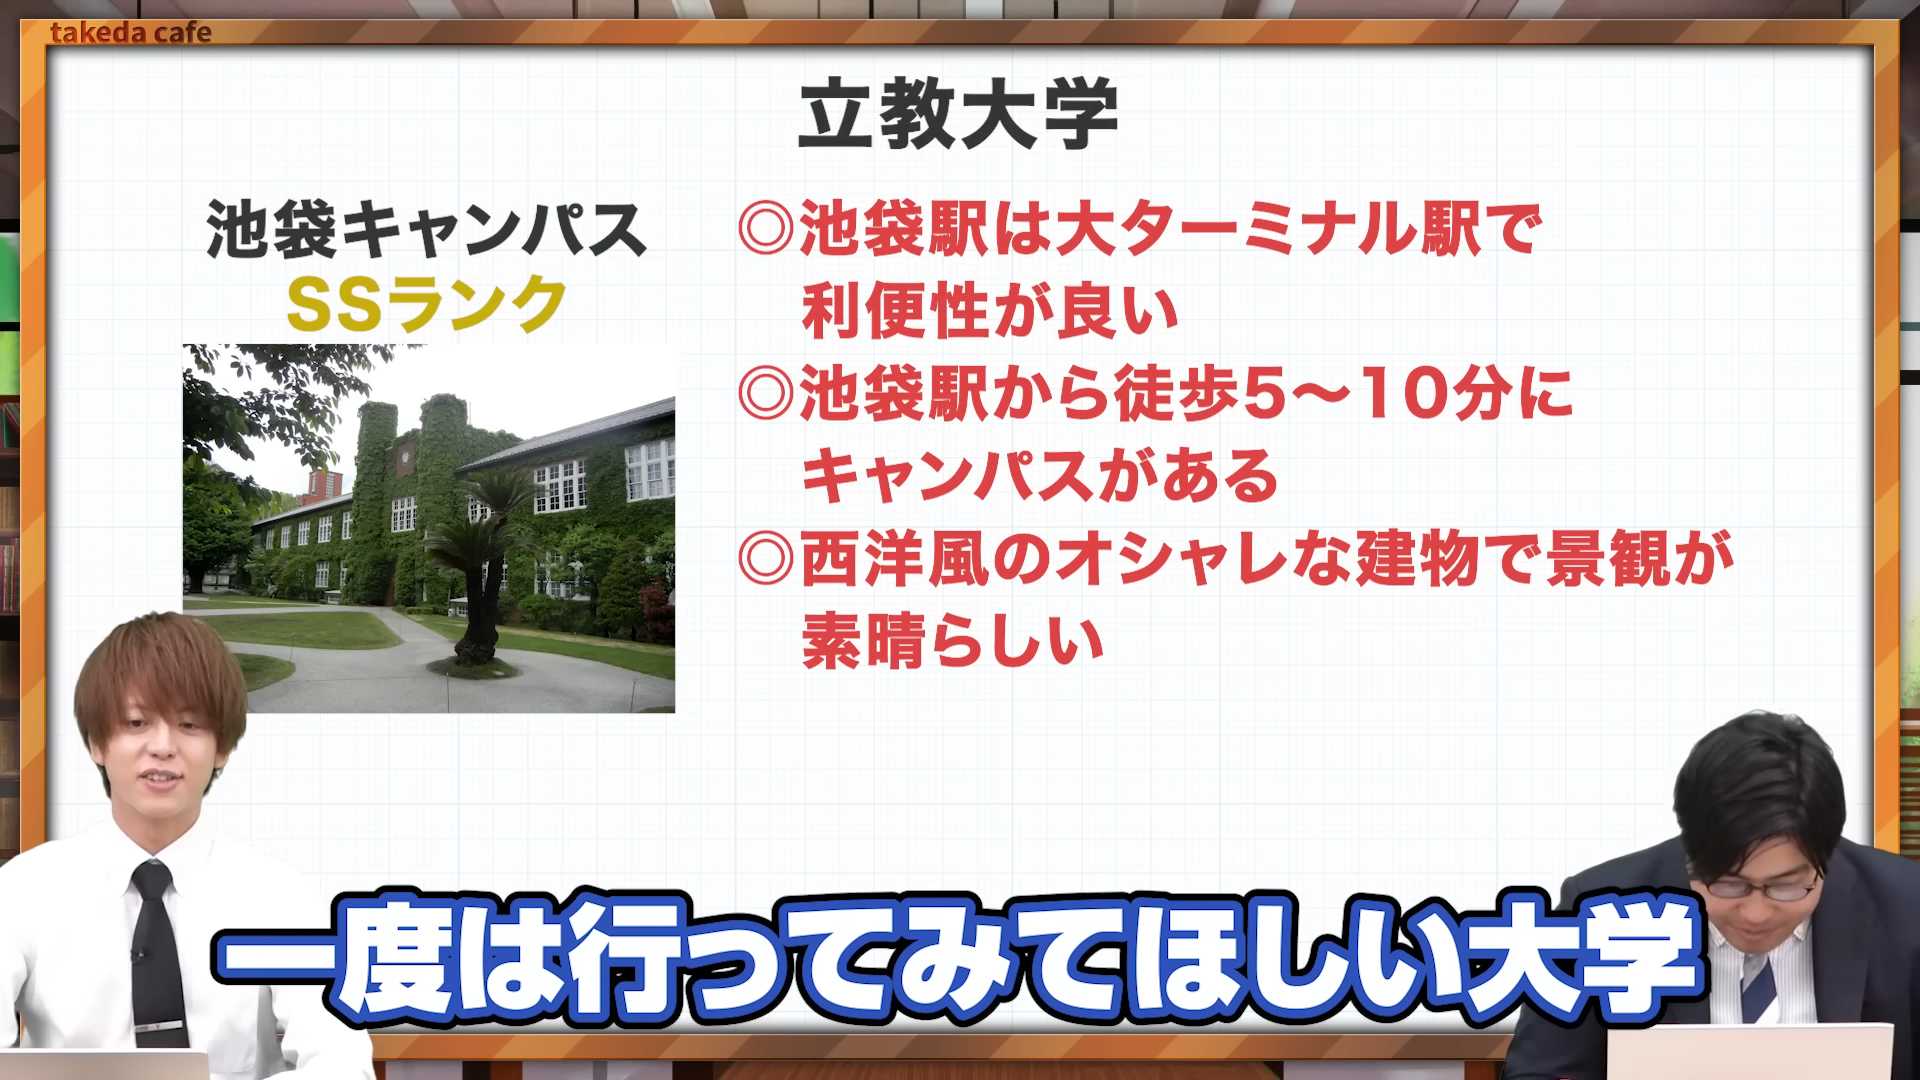 takeda cafe
立教大学
池袋キャンパス
SSランク
◎池袋駅は大ターミナル駅で
利便性が良い
◎池袋駅から徒歩5〜10分に
キャンパスがある
◎西洋風のオシャレな建物で景観が
素晴らしい
一度は行ってみてほしい大学